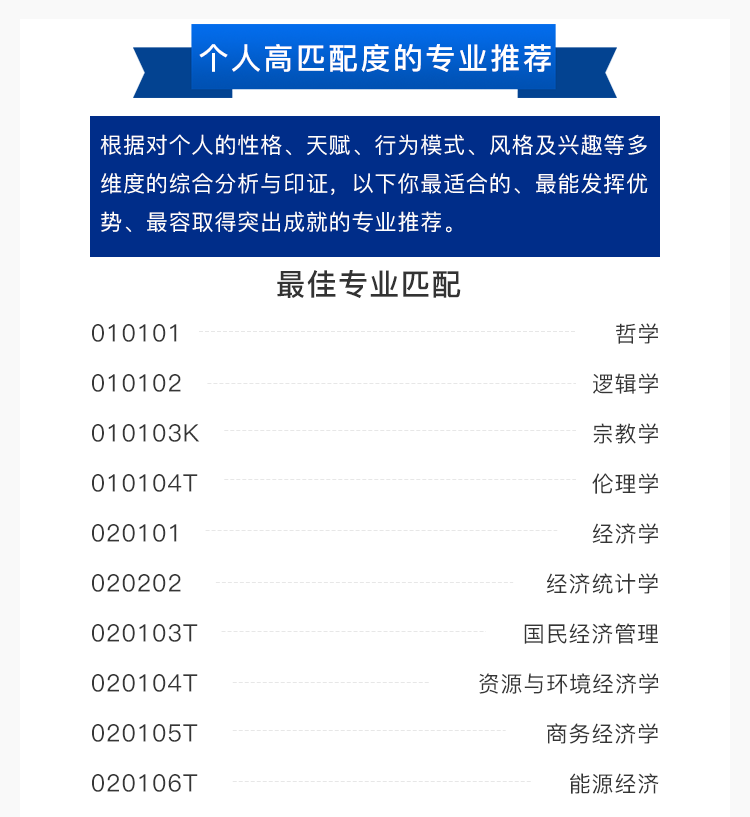 个人高匹配度的专业推荐
根据对个人的性格、天赋、行为模式、风格及兴趣等多
维度的综合分析与印证，以下你最适合的、最能发挥优
势、最容取得突出成就的专业推荐。
最佳专业匹配
010101 哲学
010102 逻辑学
010103K 宗教学
010104T 伦理学
020101 经济学
020202 经济统计学
020103T 国民经济管理
020104T 资源与环境经济学
020105T 商务经济学
020106T 能源经济